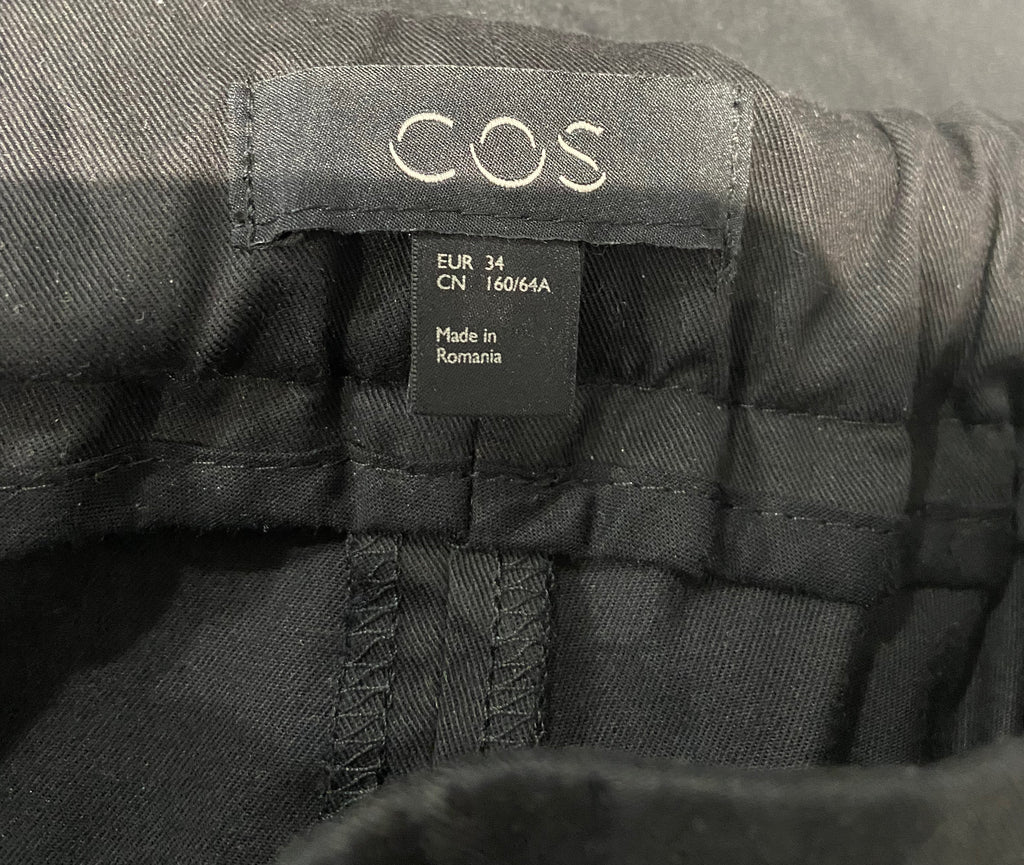 COS
EUR 34
CN 160/64A
Made in
Romania